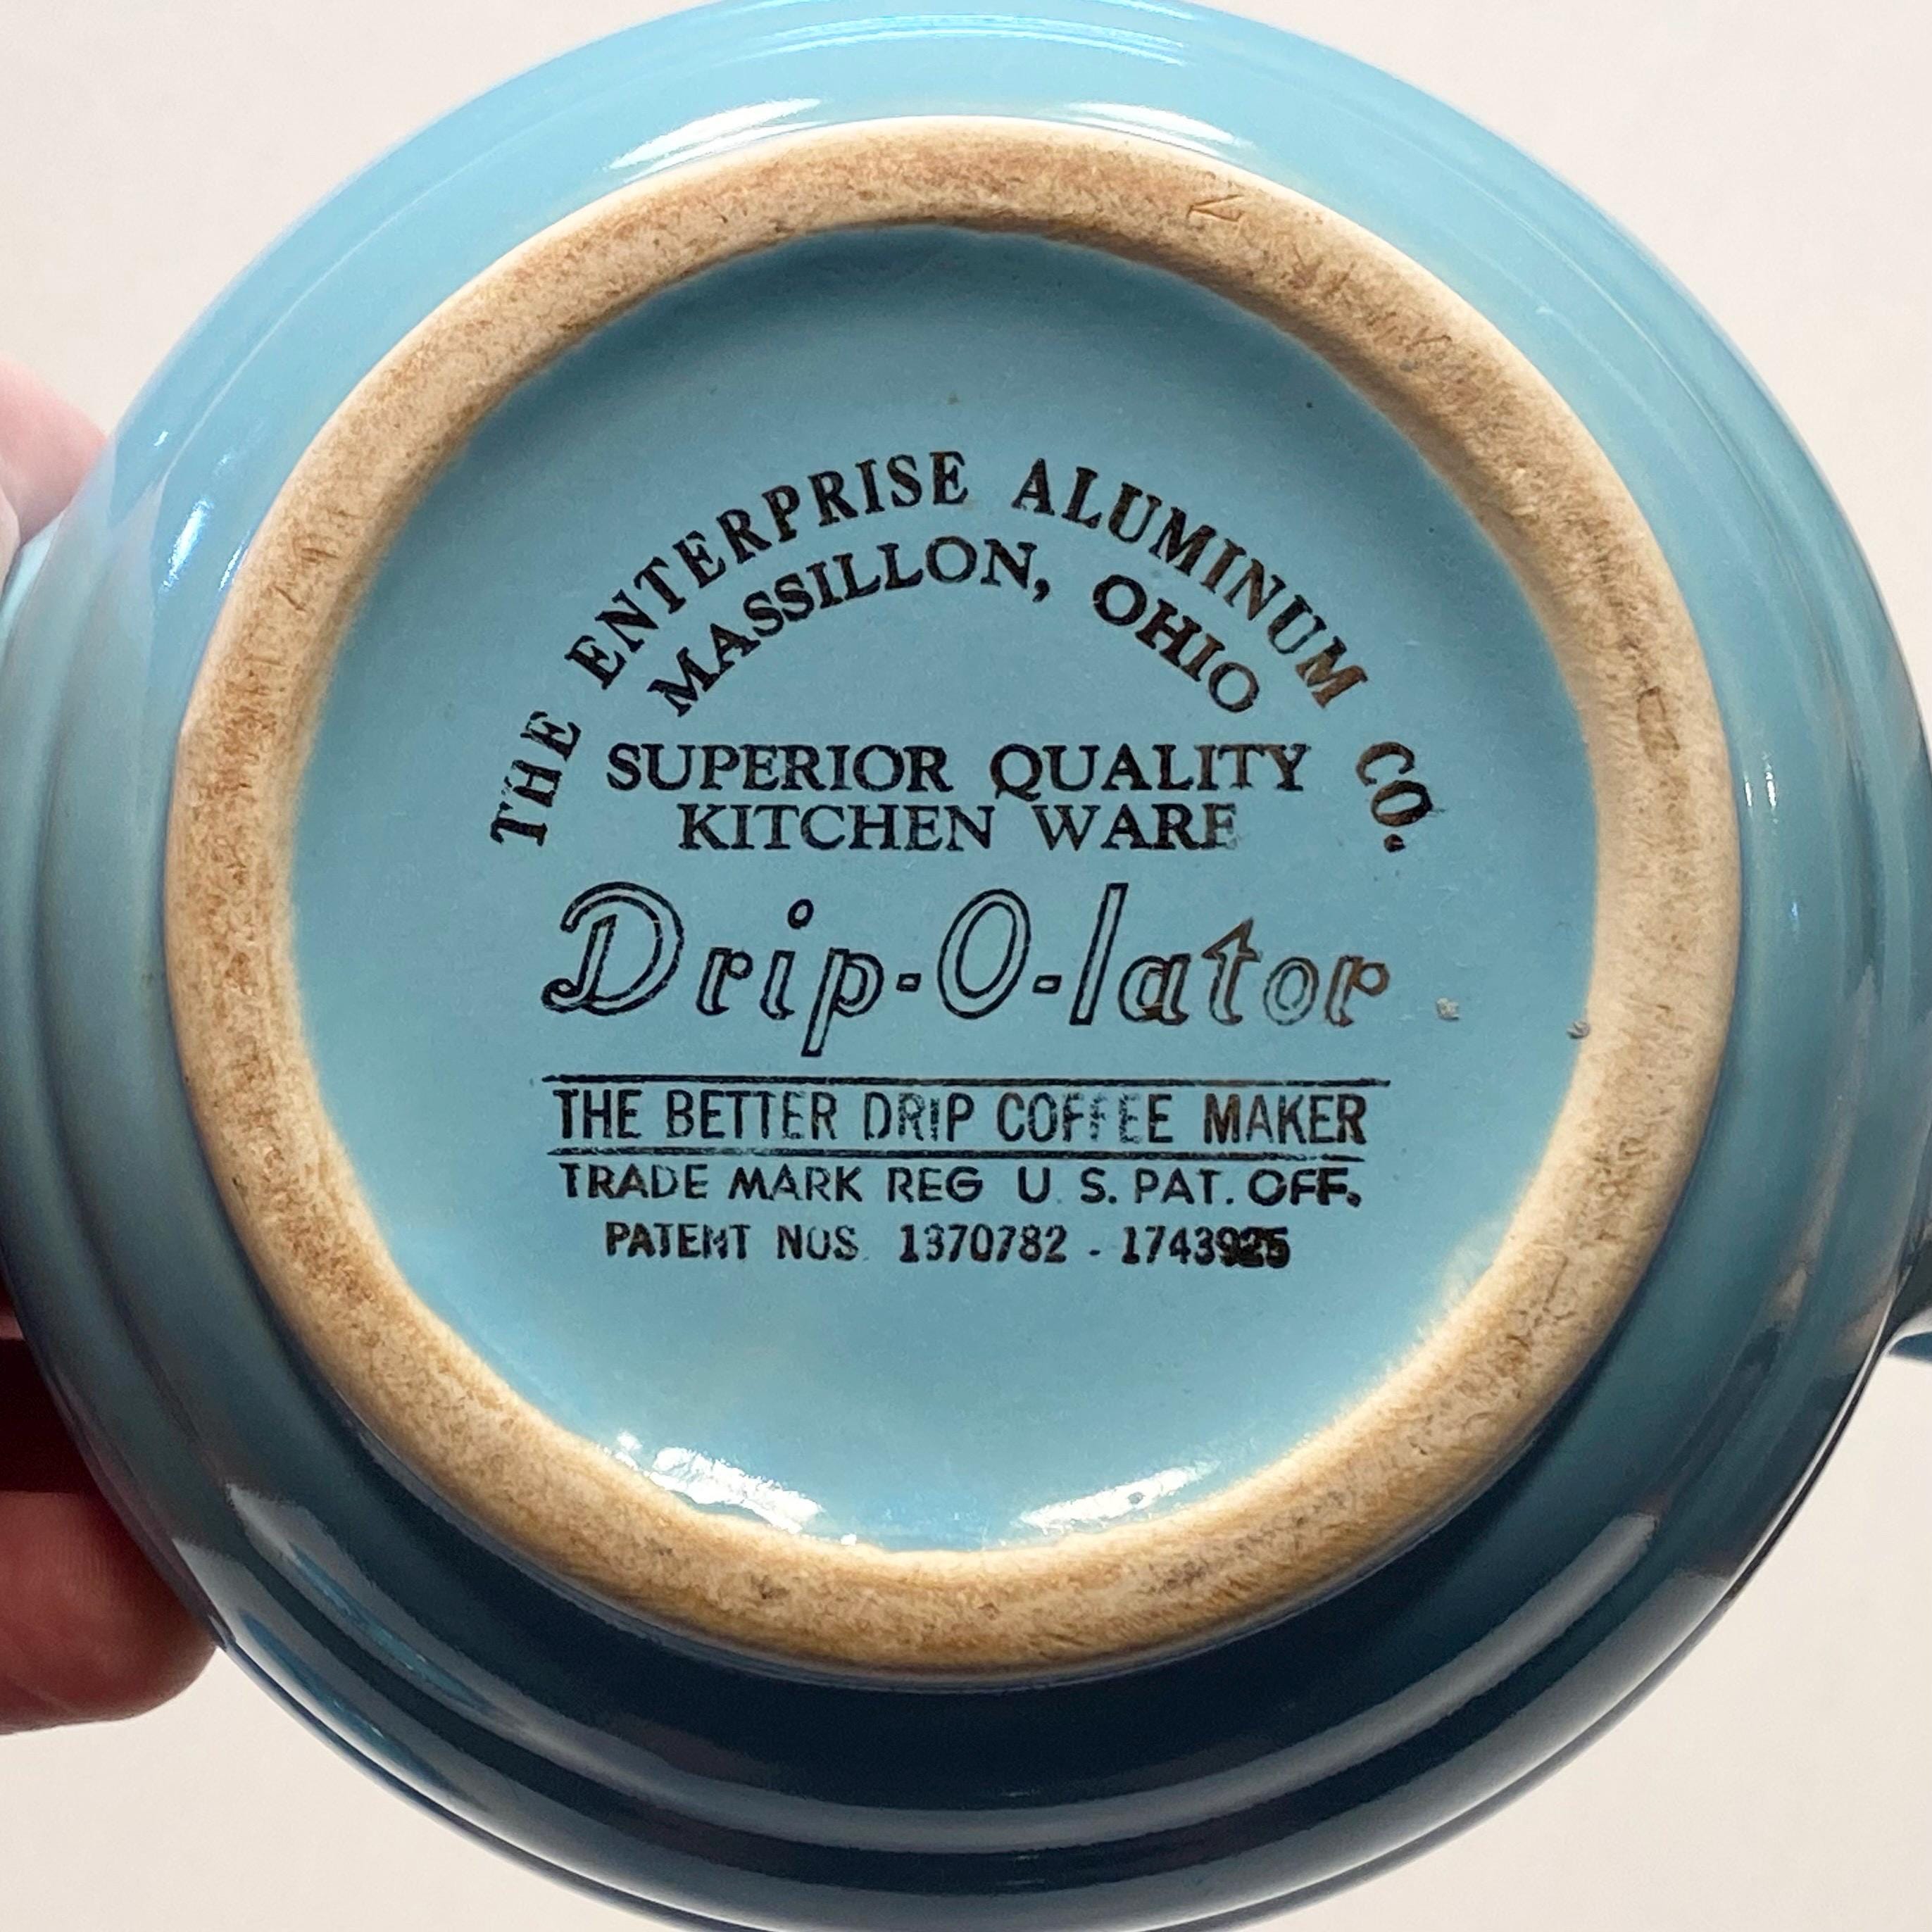 THE ENTERPRISE ALUMINUM CO.
MASSILLON, OHIO
SUPERIOR QUALITY
KITCHEN WARE
Drip-O-lator
THE BETTER DRIP COFFEE MAKER
TRADE MARK REG U.S. PAT. OFF.
PATENT NOS. 1370782 - 1743925